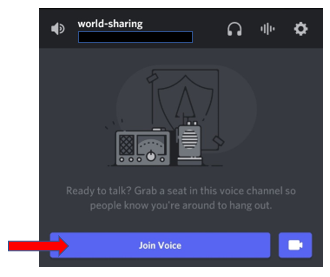 world-sharing
Ready to talk? Grab a seat in this voice channel so
people know you're around to hang out.
Join Voice